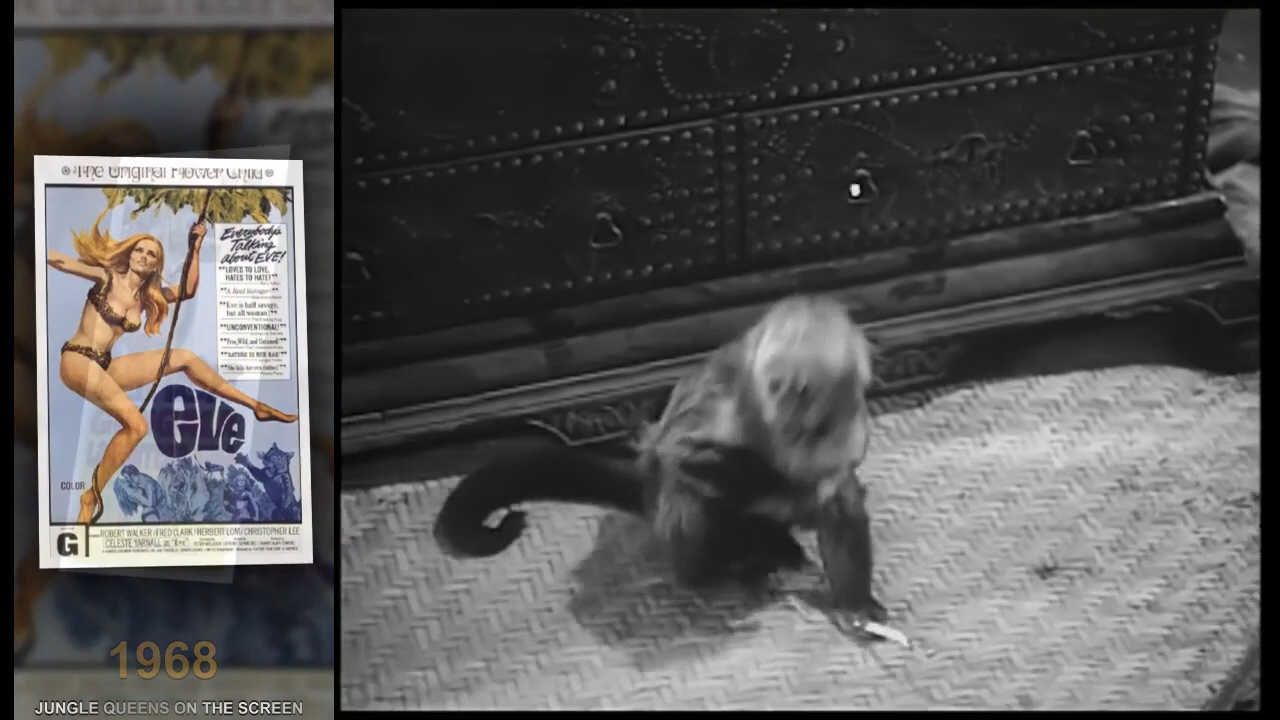 The Original Flower Child
Everybody's
Talking
about EVE!
"LOVES TO LOVE,
HATES TO HATE!"
"A Real Swinger!"
"Eve is half savage,
but all woman!"
"UNCONVENTIONAL!"
"Free, Wild, and Untamed!"
"NATURE IS HER BAG"
eve
COLOR
G
ROBERT WALKER / FRED CLARK / HERBERT LOM / CHRISTOPHER LEE
CELESTE YARNALL as "Eve"
1968
JUNGLE QUEENS ON THE SCREEN